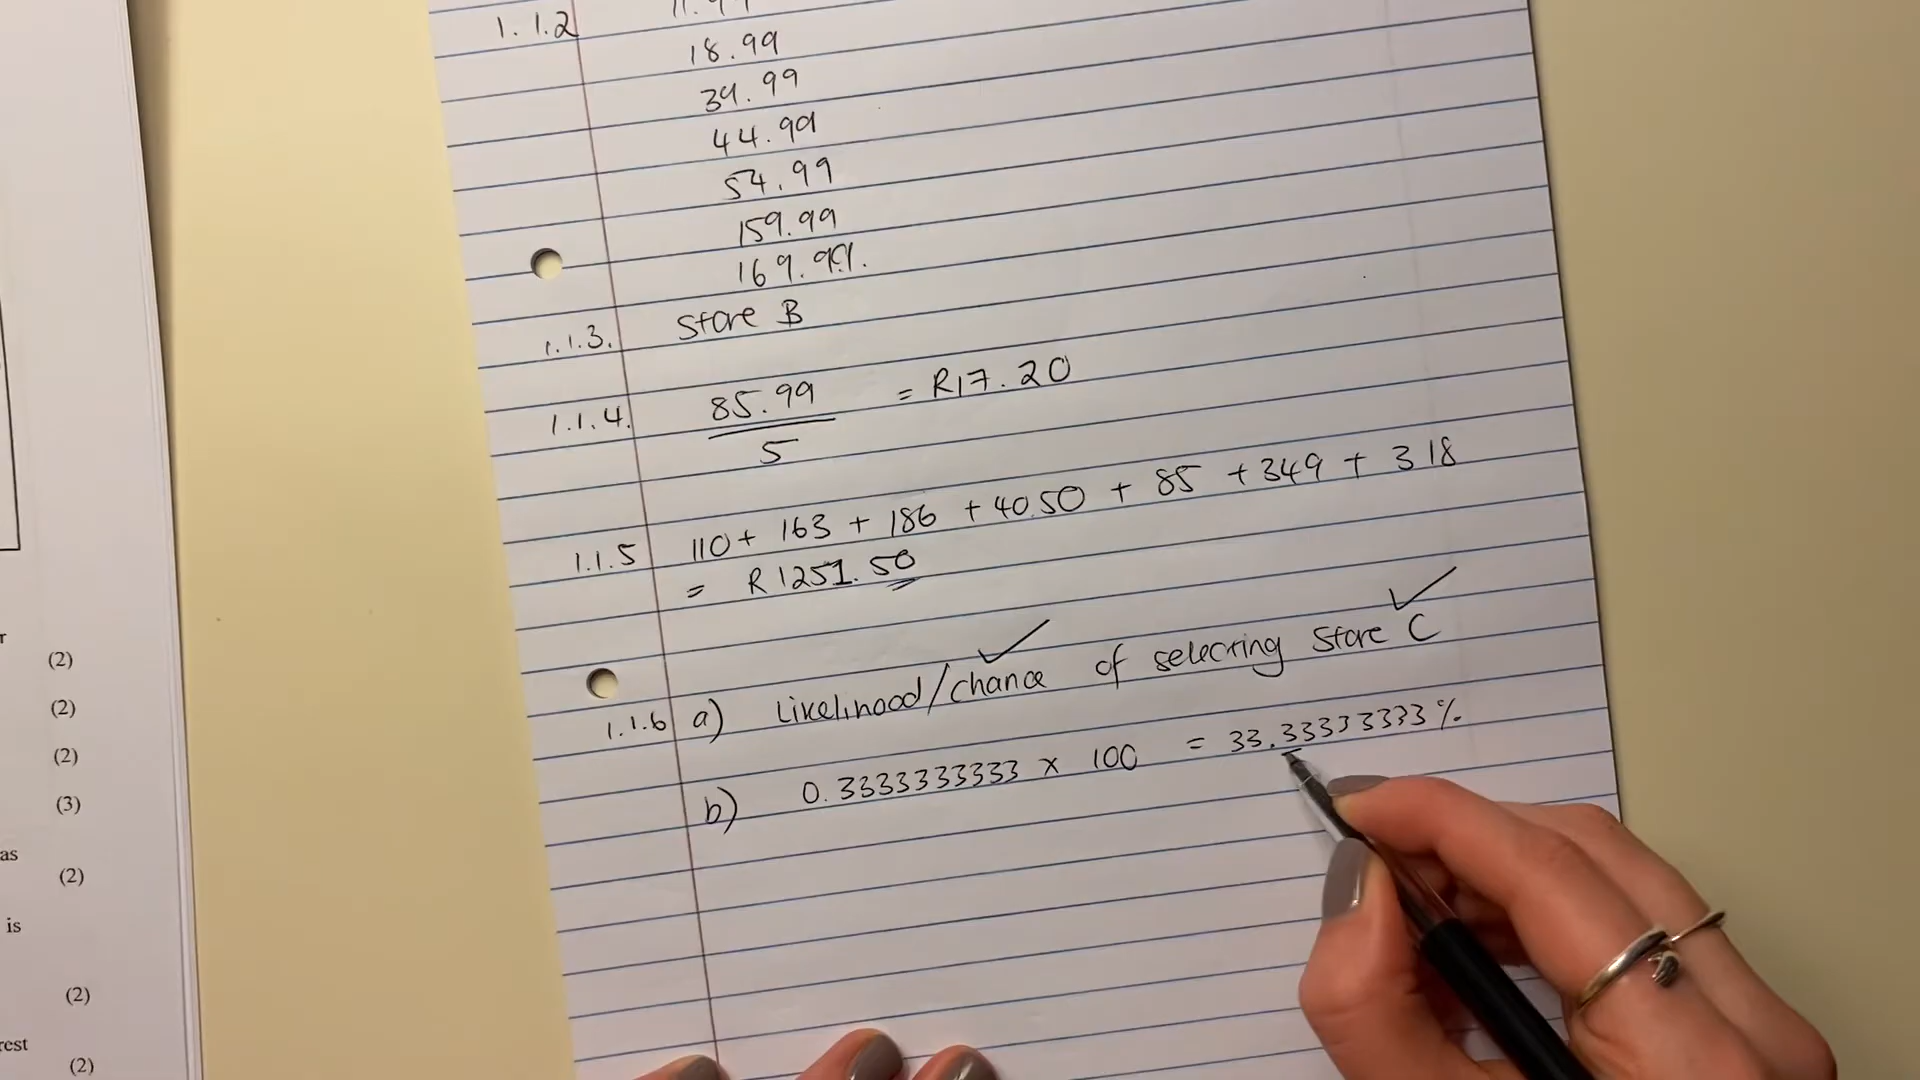 1.1.2
18.99
39.99
44.99
54.99
159.99
169.99.
1.1.3. Store B
1.1.4. 85.99 = R17.20
5
1.1.5 110 + 163 + 186 + 40.50 + 85 + 349 + 318
= R1251.50
1.1.6 a) Likelihood/chance of selecting Store C
b) 0.3333333333 x 100 = 33.33333333%
(2)
(2)
(2)
(3)
as
(2)
is
(2)
(2)